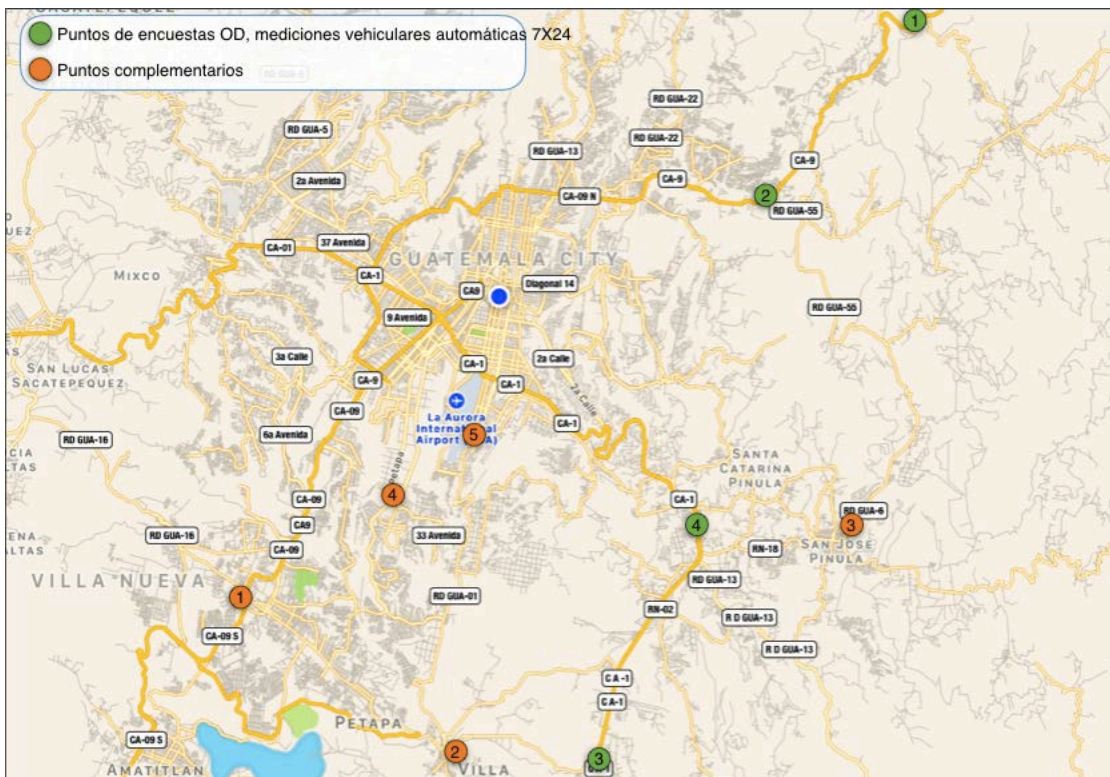 Puntos de encuestas OD, mediciones vehiculares automáticas 7X24
Puntos complementarios
1
RD GUA-22
RD GUA-5
RD GUA-22
RD GUA-13
CA-9
CA-9
2a Avenida
CA-09 N
2
RD GUA-55
37 Avenida
CA-01
GUATEMALA CITY
MIXCO
CA-1
CA9
Diagonal 14
RD GUA-55
9 Avenida
3a Calle
2a Calle
CA-1
SAN LUCAS
SACATEPEQUEZ
CA-9
CA-1
2a Calle
CA-09
La Aurora
International
Airport
CA-1
5
6a Avenida
RD GUA-16
SANTA
CATARINA
PINULA
4
CA-09
CA-1
RD GUA-6
CA9
4
3
33 Avenida
RD GUA-16
CA-09
RN-18
SAN JOSE
PINULA
VILLA NUEVA
RD GUA-13
1
RD GUA-01
RN-02
R D GUA-13
CA-09 S
R D GUA-13
C A -1
C A-1
PETAPA
CA-09 S
2
3
AMATITLAN
VILLA